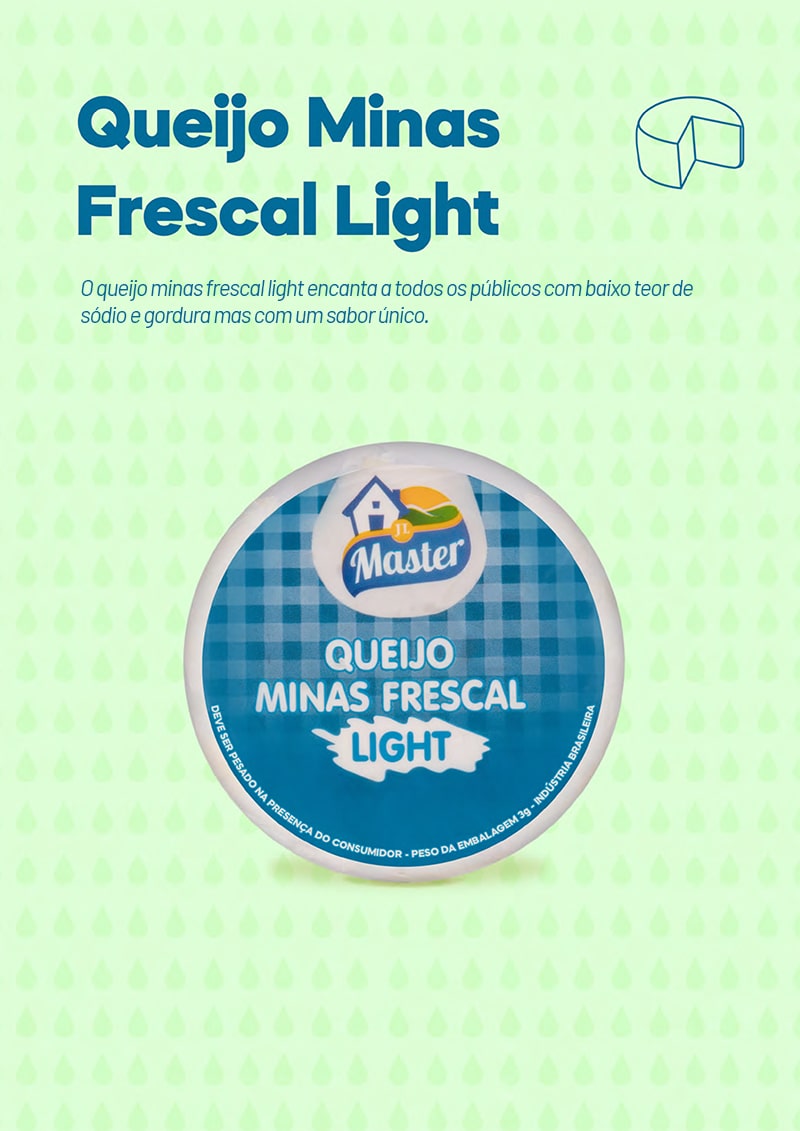 Queijo Minas
Frescal Light
O queijo minas frescal light encanta a todos os públicos com baixo teor de
sódio e gordura mas com um sabor único.
JL
Master
QUEIJO
MINAS FRESCAL
LIGHT
DEVE SER PESADO NA PRESENÇA DO CONSUMIDOR - PESO DA EMBALAGEM 3g - INDÚSTRIA BRASILEIRA